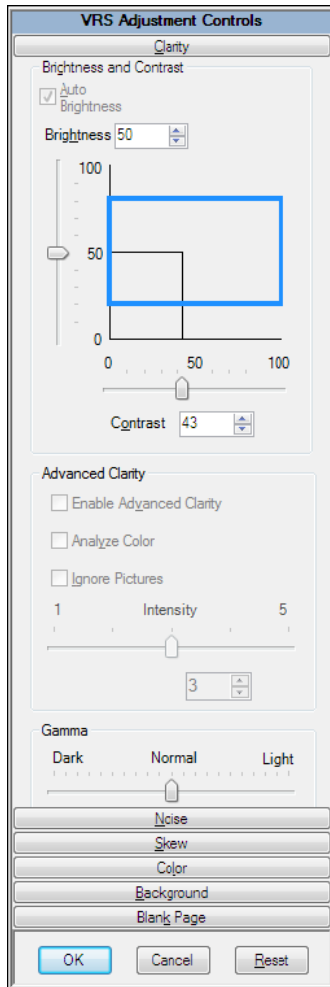 VRS Adjustment Controls
Clarity
Brightness and Contrast
Auto
Brightness
Brightness 50
100
50
0
0 50 100
Contrast 43
Advanced Clarity
Enable Advanced Clarity
Analyze Color
Ignore Pictures
1 Intensity 5
3
Gamma
Dark Normal Light
Noise
Skew
Color
Background
Blank Page
OK Cancel Reset